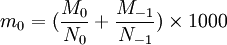 m_0 = (\frac{M_0}{N_0} + \frac{M_{-1}}{N_{-1}}) \times 1000